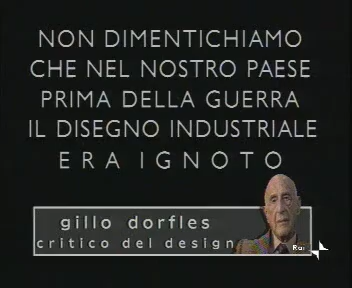 NON DIMENTICHIAMO
CHE NEL NOSTRO PAESE
PRIMA DELLA GUERRA
IL DISEGNO INDUSTRIALE
ERA IGNOTO
gillo dorfles
critico del design
Rai